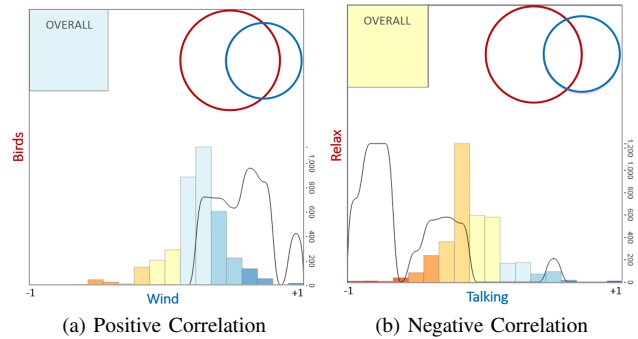 OVERALL
Birds
1,000
800
600
400
200
0
-1
Wind
+1
(a) Positive Correlation
OVERALL
Relax
1,200
1,000
800
600
400
200
0
-1
Talking
+1
(b) Negative Correlation